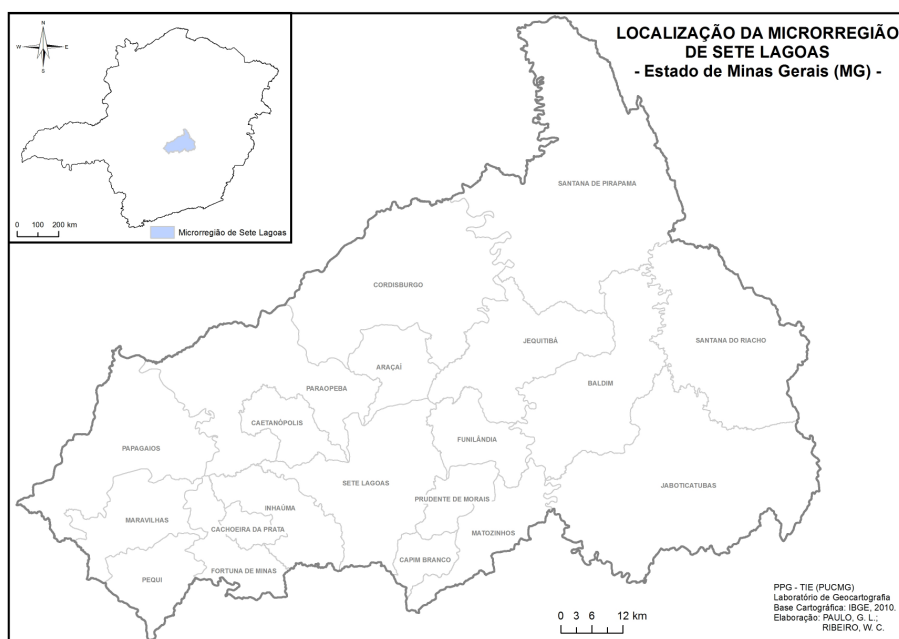 LOCALIZAÇÃO DA MICRORREGIÃO
DE SETE LAGOAS
- Estado de Minas Gerais (MG) -
N
W E
S
0 100 200 km
Microrregião de Sete Lagoas
SANTANA DE PIRAPAMA
CORDISBURGO
SANTANA DO RIACHO
JEQUITIBÁ
ARAÇAÍ
BALDIM
PARAOPEBA
CAETANÓPOLIS
FUNILÂNDIA
PAPAGAIOS
SETE LAGOAS
JABOTICATUBAS
PRUDENTE DE MORAIS
INHAÚMA
MARAVILHAS
CACHOEIRA DA PRATA
MATOZINHOS
CAPIM BRANCO
FORTUNA DE MINAS
PEQUI
0 3 6 12 km
PPG - TIE (PUCMG)
Laboratório de Geocartografia
Base Cartográfica: IBGE, 2010.
Elaboração: PAULO, G. L.;
RIBEIRO, W. C.